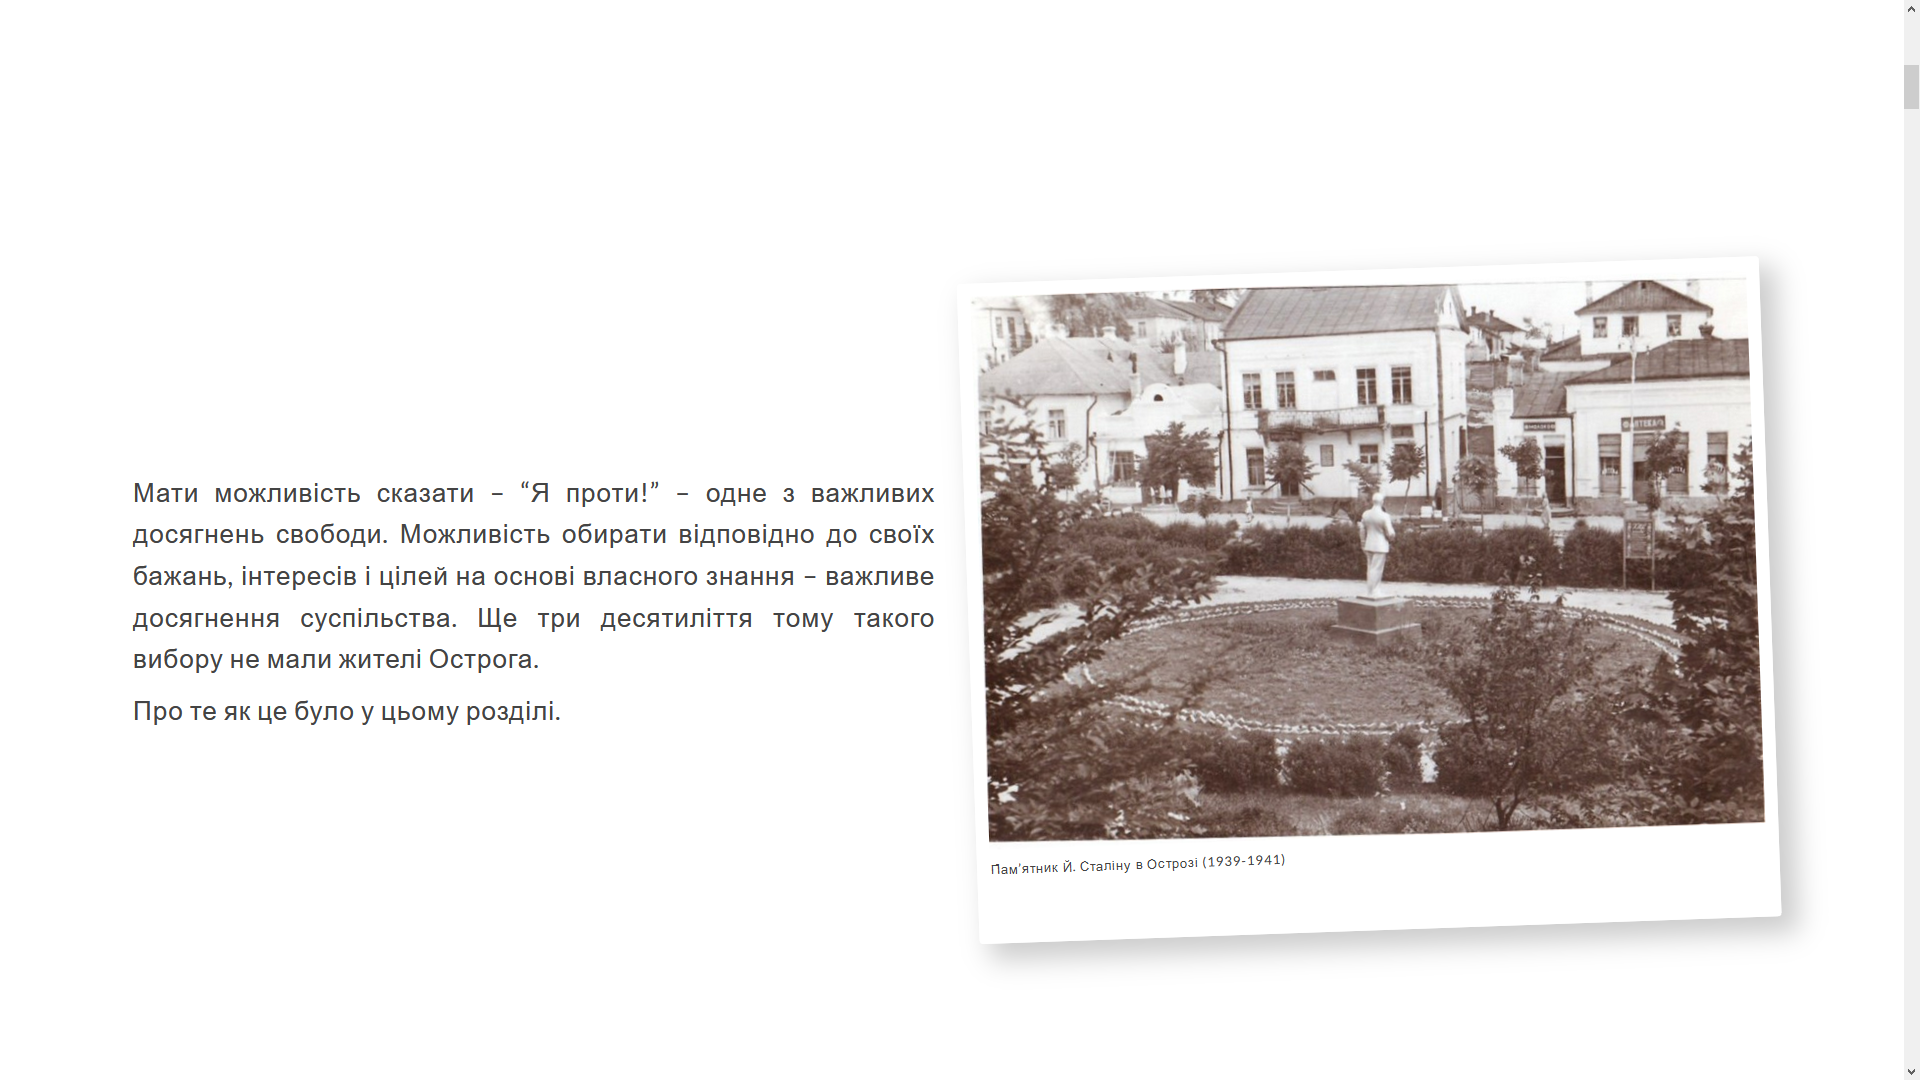 Мати можливість сказати – “Я проти!” – одне з важливих
досягнень свободи. Можливість обирати відповідно до своїх
бажань, інтересів і цілей на основі власного знання – важливе
досягнення суспільства. Ще три десятиліття тому такого
вибору не мали жителі Острога.
Про те як це було у цьому розділі.
АПТЕКА
Пам'ятник Й. Сталіну в Острозі (1939-1941)